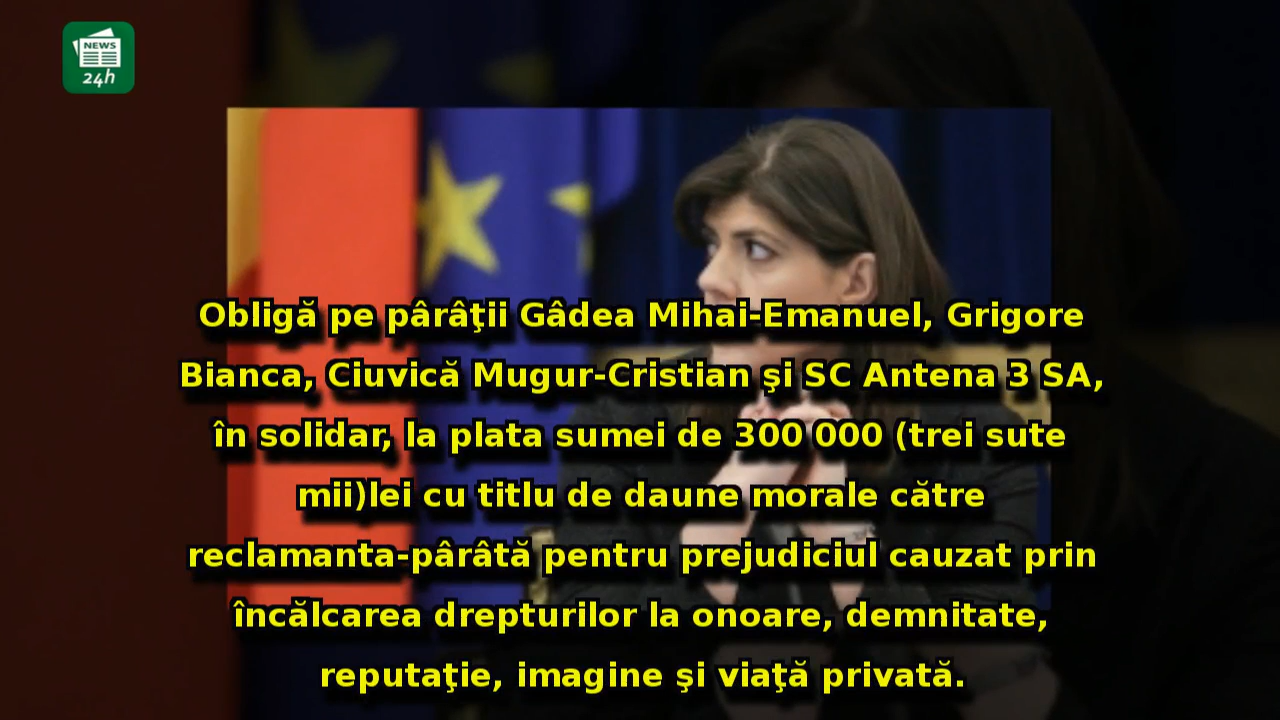 NEWS
24h
Obligă pe pârâţii Gâdea Mihai-Emanuel, Grigore
Bianca, Ciuvică Mugur-Cristian şi SC Antena 3 SA,
în solidar, la plata sumei de 300 000 (trei sute
mii)lei cu titlu de daune morale către
reclamanta-pârâtă pentru prejudiciul cauzat prin
încălcarea drepturilor la onoare, demnitate,
reputaţie, imagine şi viaţă privată.